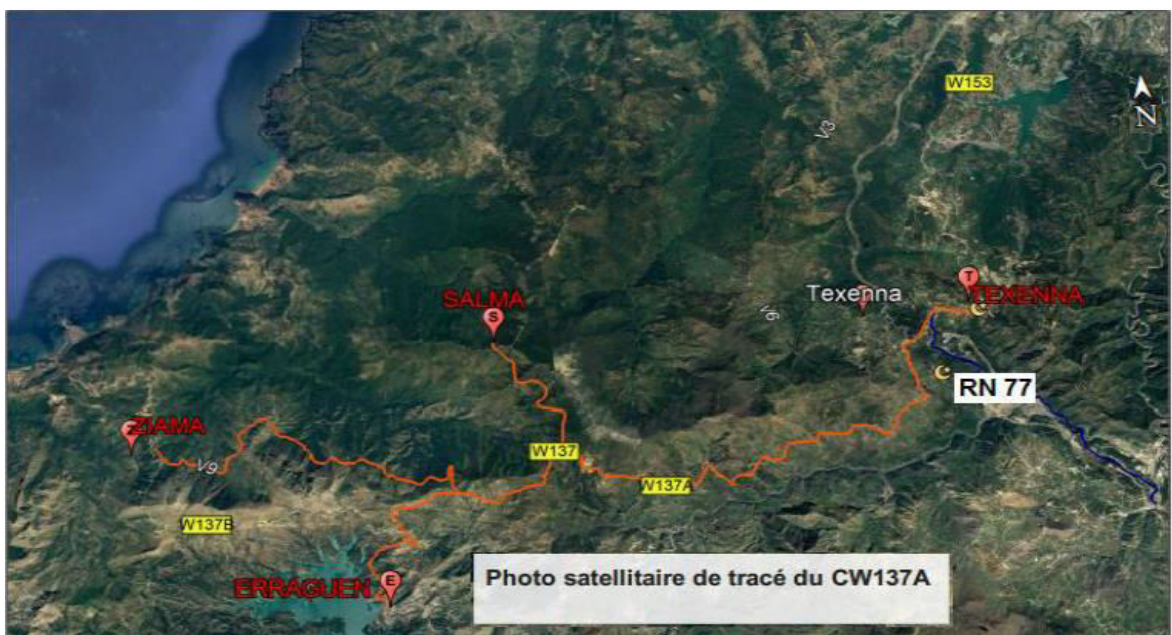 W153
N
V3
T
Texenna
TEXENNA
SALMA
S
V6
RN 77
ZIAMA
Z
W137
V9
W137A
W137B
Photo satellitaire de tracé du CW137A
ERRAGUEN
E